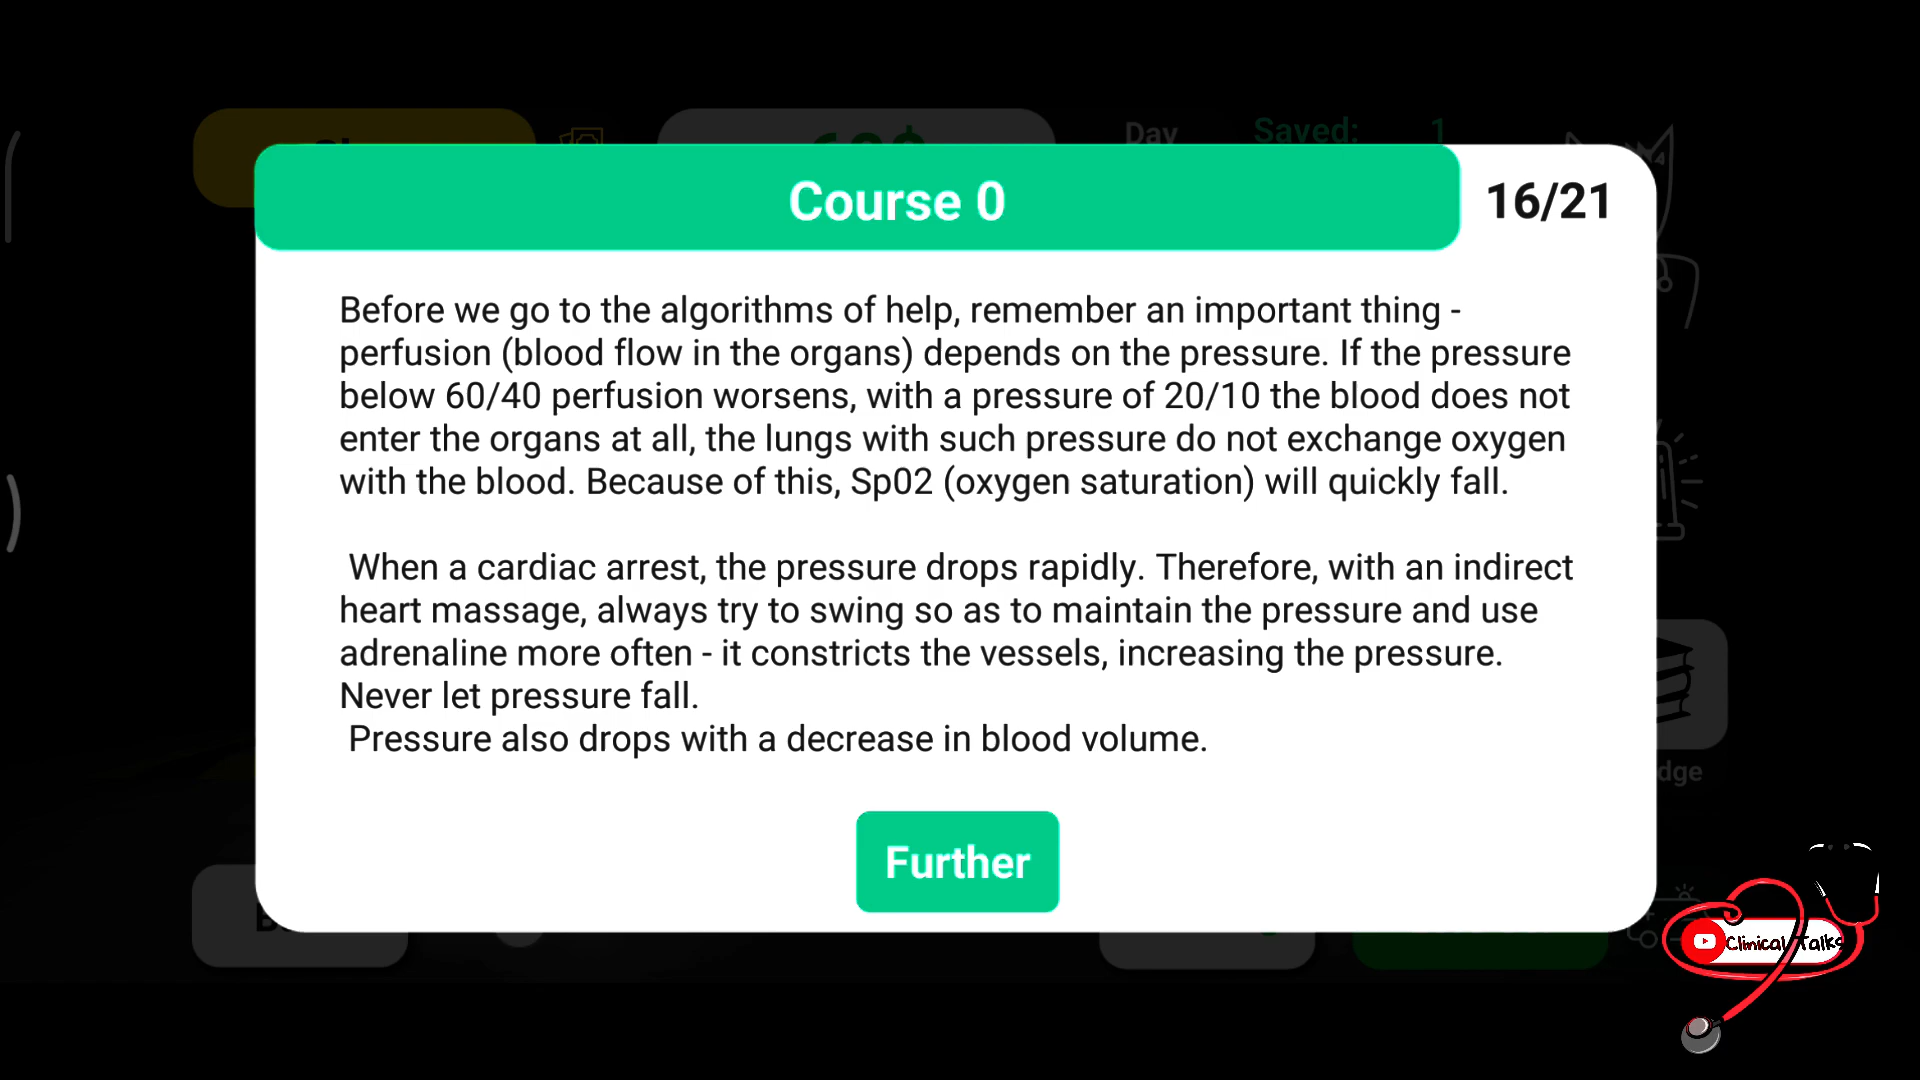 Day
Saved:
1
Course 0
16/21
Before we go to the algorithms of help, remember an important thing -
perfusion (blood flow in the organs) depends on the pressure. If the pressure
below 60/40 perfusion worsens, with a pressure of 20/10 the blood does not
enter the organs at all, the lungs with such pressure do not exchange oxygen
with the blood. Because of this, Sp02 (oxygen saturation) will quickly fall.
When a cardiac arrest, the pressure drops rapidly. Therefore, with an indirect
heart massage, always try to swing so as to maintain the pressure and use
adrenaline more often - it constricts the vessels, increasing the pressure.
Never let pressure fall.
Pressure also drops with a decrease in blood volume.
Further
Clinical Talks